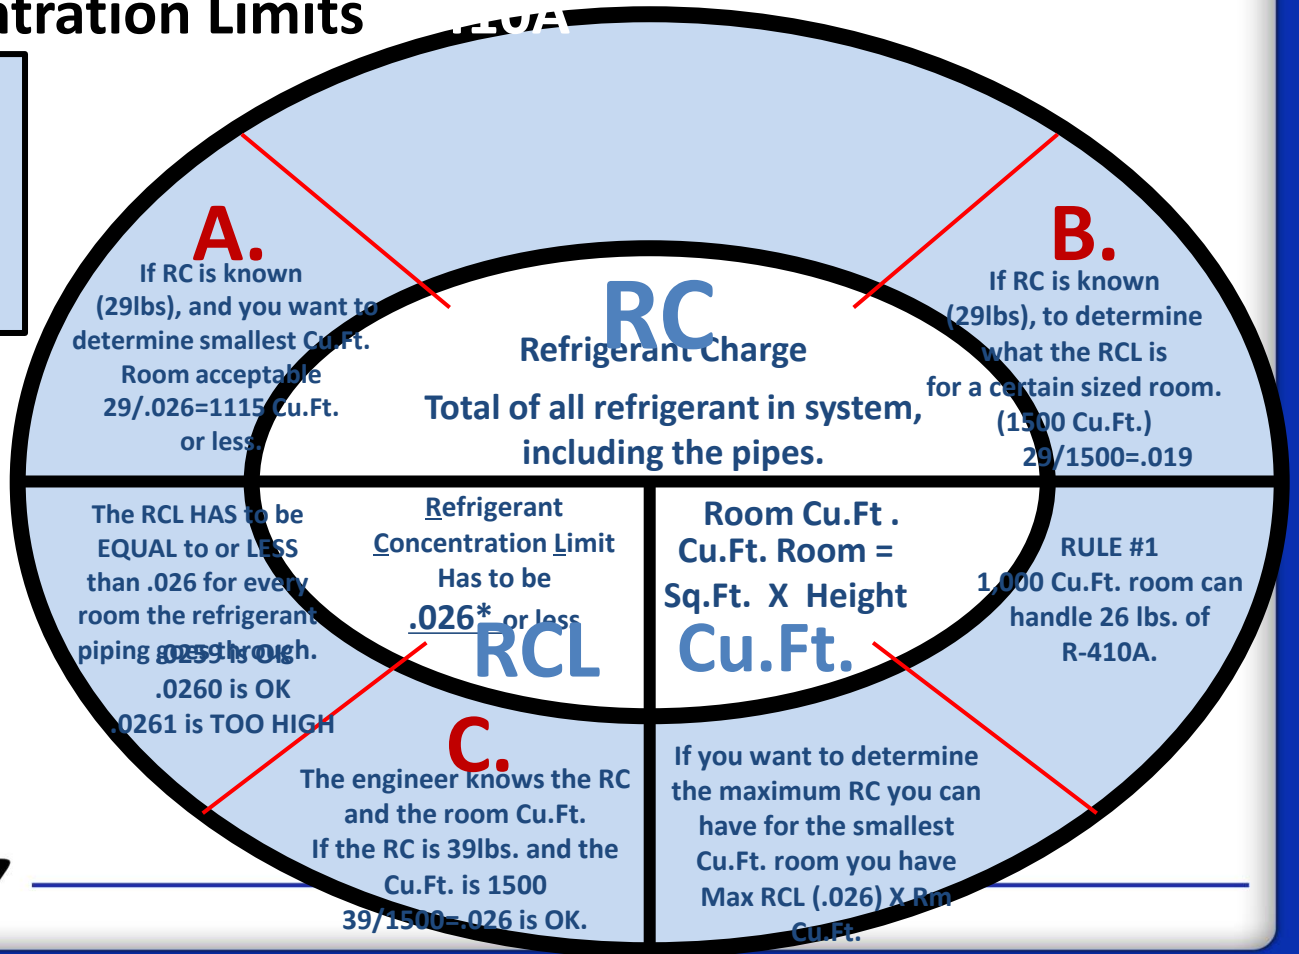 ntration Limits
410A
A.
If RC is known
(29lbs), and you want to
determine smallest Cu.Ft.
Room acceptable
29/.026=1115 Cu.Ft.
or less.
B.
If RC is known
(29lbs), to determine
what the RCL is
for a certain sized room.
(1500 Cu.Ft.)
29/1500=.019
RC
Refrigerant Charge
Total of all refrigerant in system,
including the pipes.
The RCL HAS to be
EQUAL to or LESS
than .026 for every
room the refrigerant
piping goes through.
.0259 is OK
.0260 is OK
.0261 is TOO HIGH
Refrigerant
Concentration Limit
Has to be
.026* or less
RCL
Room Cu.Ft .
Cu.Ft. Room =
Sq.Ft. X Height
Cu.Ft.
RULE #1
1,000 Cu.Ft. room can
handle 26 lbs. of
R-410A.
C.
The engineer knows the RC
and the room Cu.Ft.
If the RC is 39lbs. and the
Cu.Ft. is 1500
39/1500=.026 is OK.
If you want to determine
the maximum RC you can
have for the smallest
Cu.Ft. room you have
Max RCL (.026) X Rm
Cu.Ft.